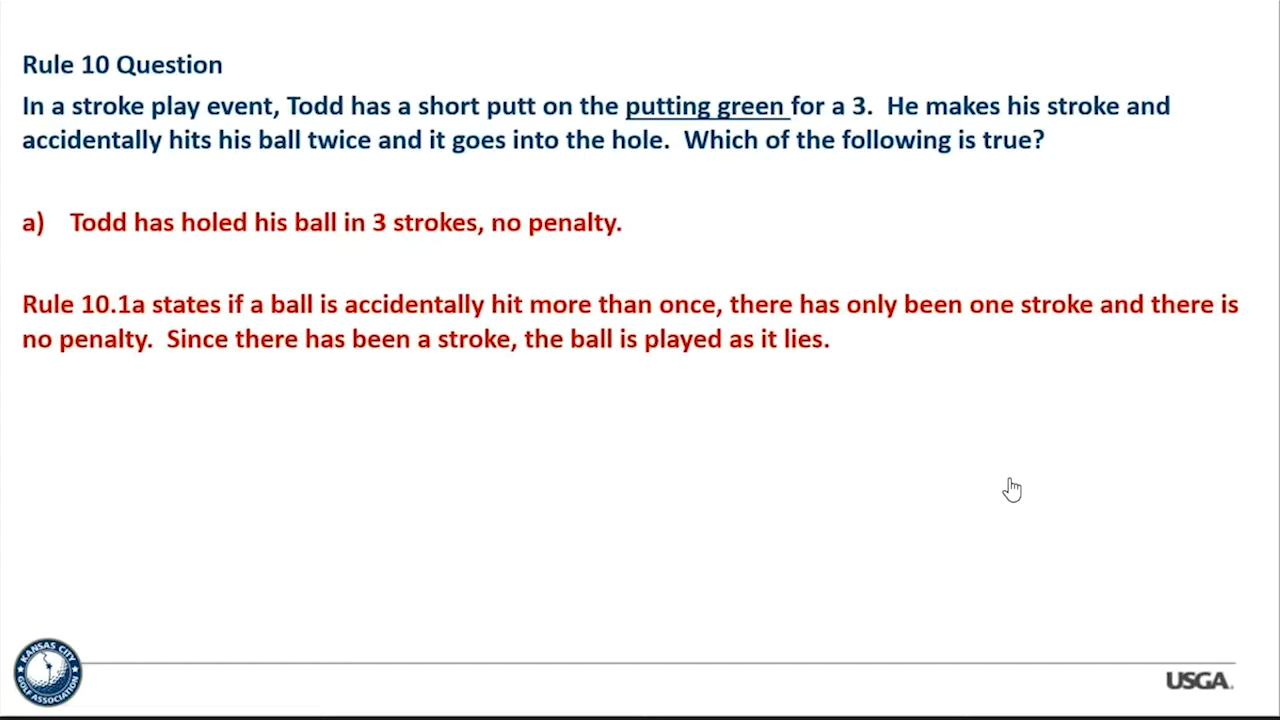 Rule 10 Question
In a stroke play event, Todd has a short putt on the putting green for a 3. He makes his stroke and
accidentally hits his ball twice and it goes into the hole. Which of the following is true?
a) Todd has holed his ball in 3 strokes, no penalty.
Rule 10.1a states if a ball is accidentally hit more than once, there has only been one stroke and there is
no penalty. Since there has been a stroke, the ball is played as it lies.
KANSAS CITY
GOLF ASSOCIATION
USGA.